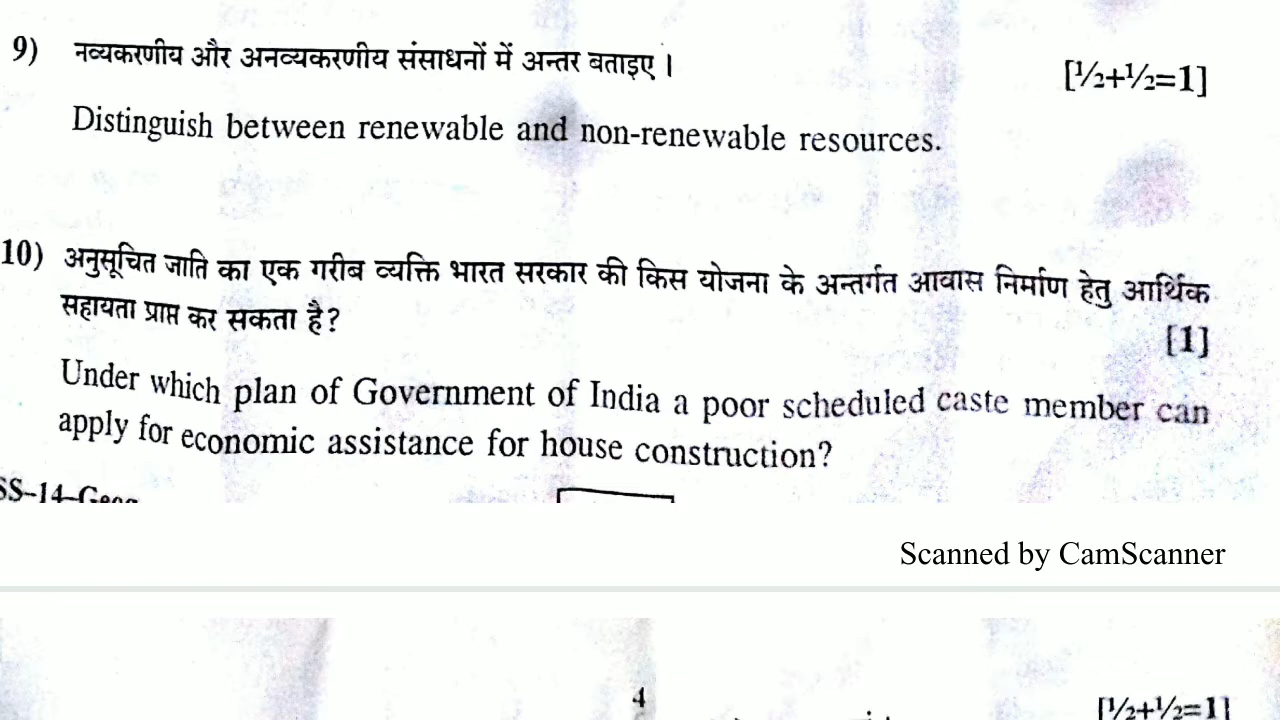 9) नव्यकरणीय और अनव्यकरणीय संसाधनों में अन्तर बताइए।
[½+½=1]
Distinguish between renewable and non-renewable resources.
10) अनुसूचित जाति का एक गरीब व्यक्ति भारत सरकार की किस योजना के अन्तर्गत आवास निर्माण हेतु आर्थिक
सहायता प्राप्त कर सकता है?
[1]
Under which plan of Government of India a poor scheduled caste member can
apply for economic assistance for house construction?
SS-14-Geog
Scanned by CamScanner
4
[½+½=1]